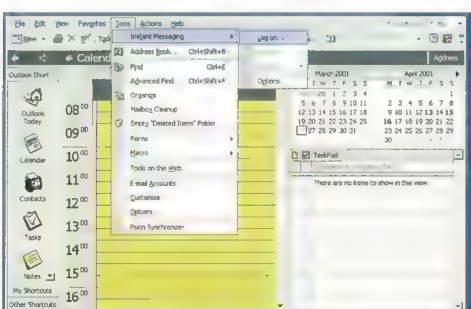 File Edit View Favorites Tools Actions Help
New
Instant Messaging
Log on...
Options
Calend
Address
Outlook Short
Address Book... Ctrl+Shift+B
Find Ctrl+E
Advanced Find. Ctrl+Shift+F
Organize
Mailbox Cleanup
Empty "Deleted Items" Folder
Forms
Macro
Tools on the Web.
E-mail Accounts
Customize
Options
Psion Synchronizer
Outlook Today
Calendar
Contacts
Tasks
Notes
My Shortcuts
Other Shortcuts
08 00
09 00
10 00
11 00
12 00
13 00
14 00
15 00
16 00
March 2001
T W T F S S
28 1 2 3 4
5 6 7 8 9 10 11
12 13 14 15 16 17 18
19 20 21 22 23 24 25
27 28 29 30 31
April 2001
M T W T F S S
1
2 3 4 5 6 7 8
9 10 11 12 13 14 15
16 17 18 19 20 21 22
23 24 25 26 27 28 29
30
TaskPad
There are no items to show in this view.